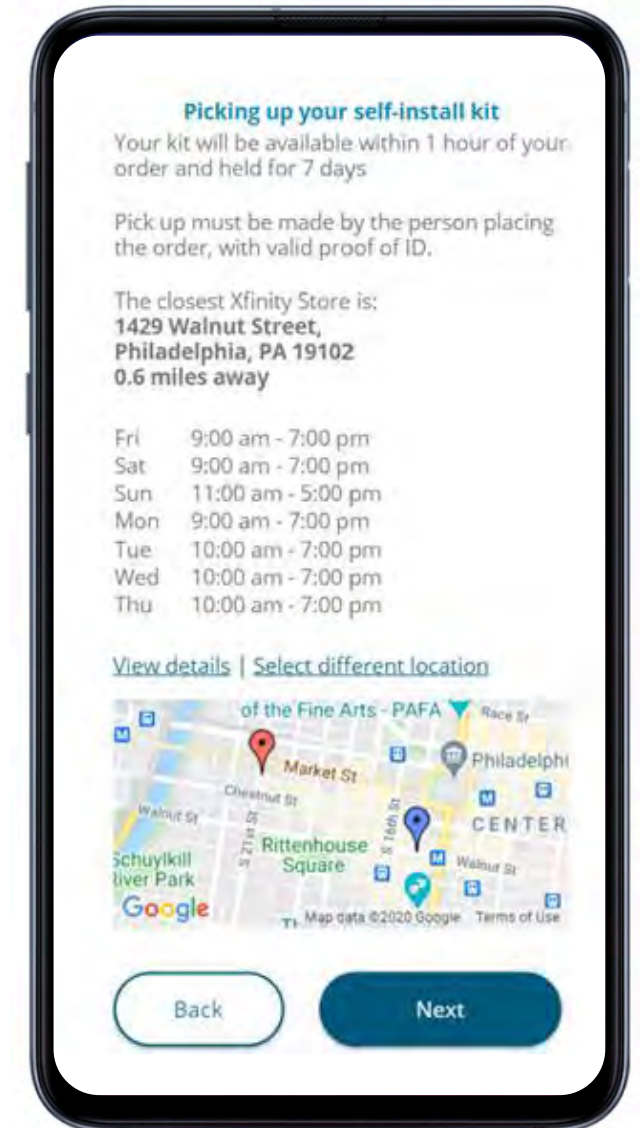 Picking up your self-install kit
Your kit will be available within 1 hour of your
order and held for 7 days
Pick up must be made by the person placing
the order, with valid proof of ID.
The closest Xfinity Store is:
1429 Walnut Street,
Philadelphia, PA 19102
0.6 miles away
Fri 9:00 am - 7:00 pm
Sat 9:00 am - 7:00 pm
Sun 11:00 am - 5:00 pm
Mon 9:00 am - 7:00 pm
Tue 10:00 am - 7:00 pm
Wed 10:00 am - 7:00 pm
Thu 10:00 am - 7:00 pm
View details | Select different location
of the Fine Arts - PAFA
Race St
M
Market St
Philadelphi
Chestnut St
M
Walnut St
S 21st St
S 16th St
CENTER
Rittenhouse
Square
M
Walnut St
Schuylkill
River Park
Google
Th
Map data ©2020 Google
Terms of Use
Back
Next